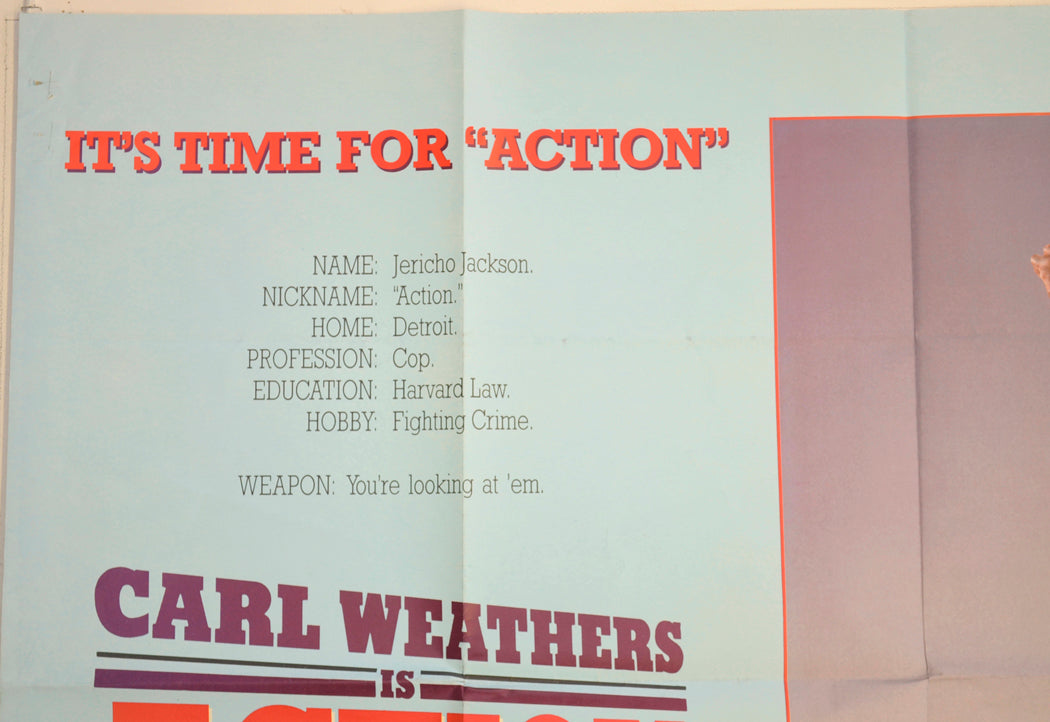 IT'S TIME FOR "ACTION"
NAME: Jericho Jackson.
NICKNAME: "Action."
HOME: Detroit.
PROFESSION: Cop.
EDUCATION: Harvard Law.
HOBBY: Fighting Crime.
WEAPON: You're looking at 'em.
CARL WEATHERS
IS